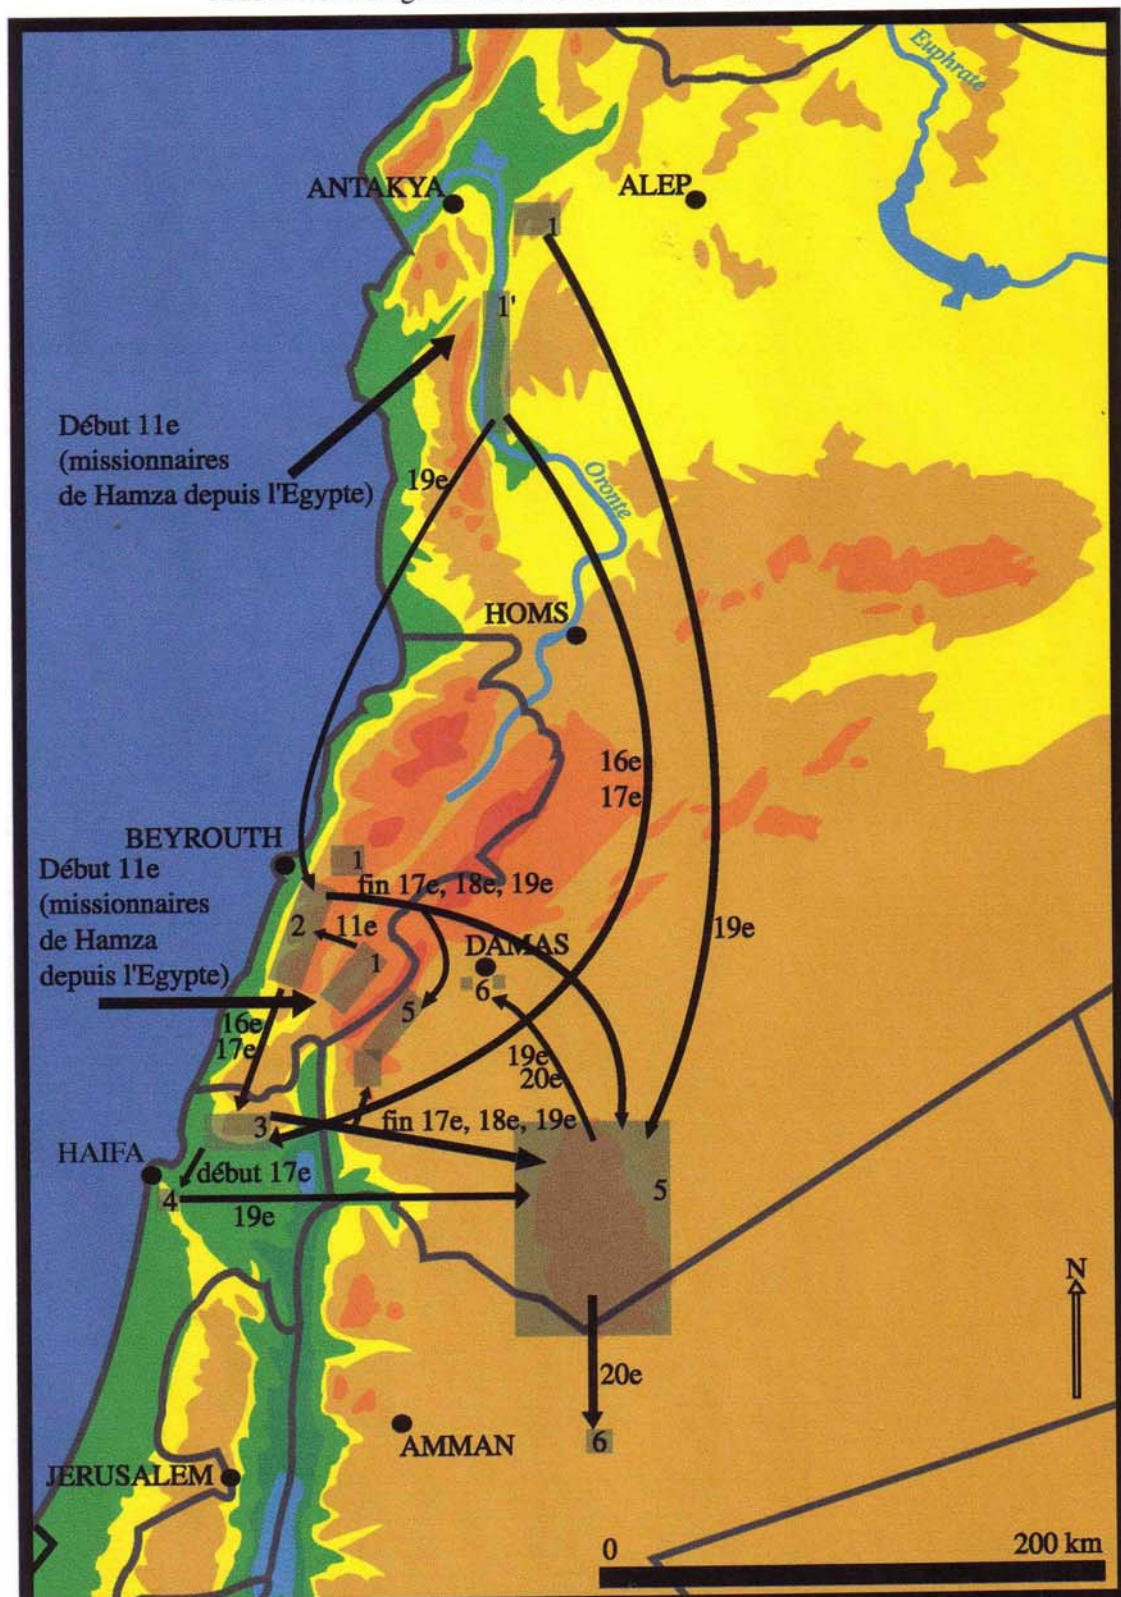 Euphrate
ANTAKYA
ALEP
1
1'
Début 11e
(missionnaires
de Hamza depuis l'Egypte)
19e
Oronte
HOMS
16e
17e
BEYROUTH
1
Début 11e
(missionnaires
de Hamza
depuis l'Egypte)
fin 17e, 18e, 19e
2
11e
1
DAMAS
19e
6
5
16e
17e
19e
20e
3
fin 17e, 18e, 19e
HAIFA
début 17e
4
19e
5
N
20e
6
AMMAN
JERUSALEM
0
200 km